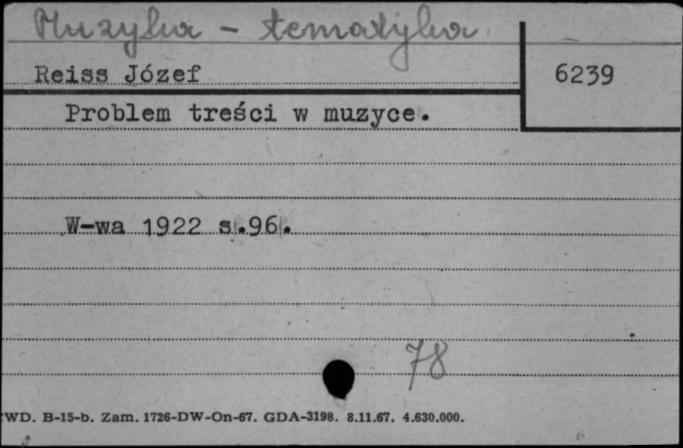 Muzyka - tematyka
Reiss Józef
6239
Problem treści w muzyce.
W-wa 1922 s.96.
78
WD. B-15-b. Zam. 1726-DW-On-67. GDA-3198. 8.11.67. 4.630.000.